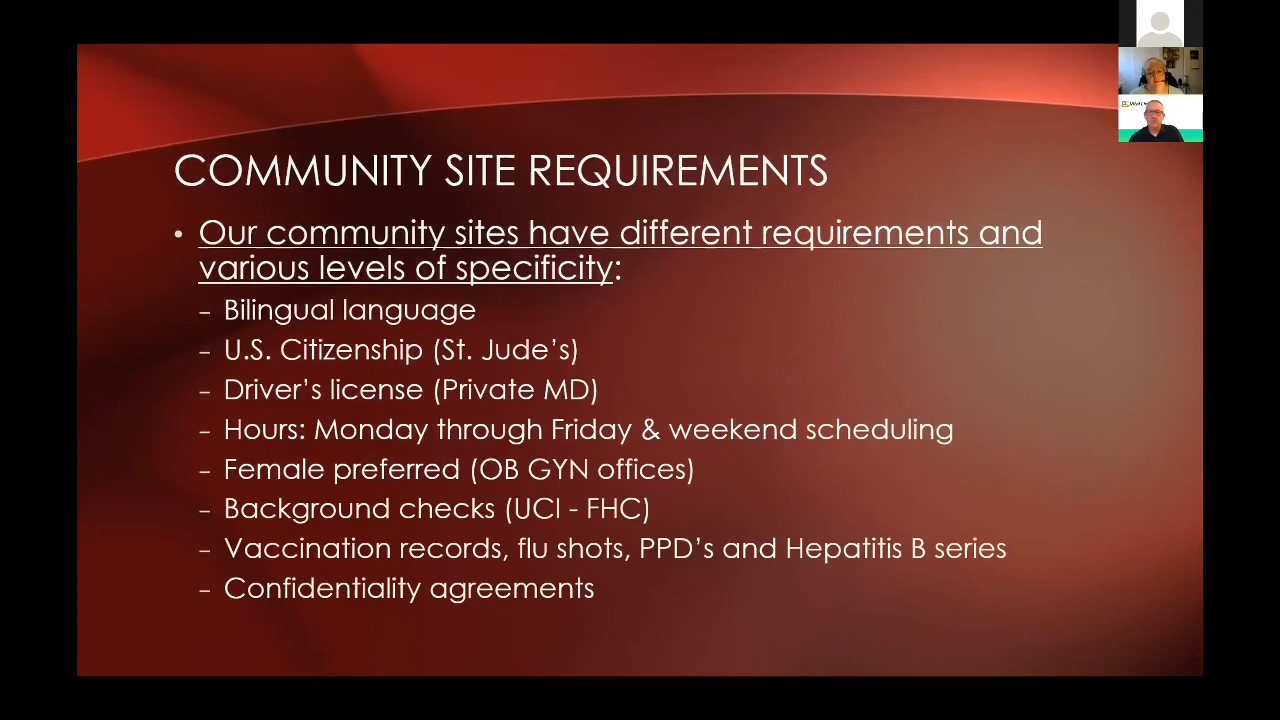 COMMUNITY SITE REQUIREMENTS
• Our community sites have different requirements and
various levels of specificity:
– Bilingual language
– U.S. Citizenship (St. Jude’s)
– Driver’s license (Private MD)
– Hours: Monday through Friday & weekend scheduling
– Female preferred (OB GYN offices)
– Background checks (UCI - FHC)
– Vaccination records, flu shots, PPD’s and Hepatitis B series
– Confidentiality agreements